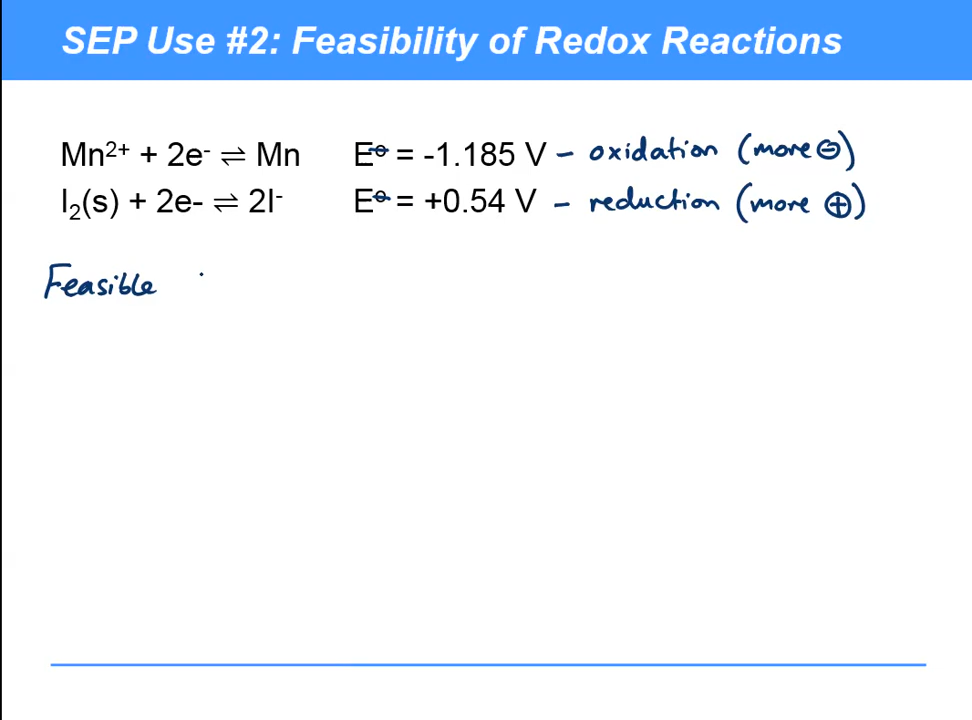 SEP Use #2: Feasibility of Redox Reactions
Mn²⁺ + 2e⁻ ⇌ Mn E⦵ = -1.185 V – oxidation (more ⊖)
I₂(s) + 2e- ⇌ 2I⁻ E⦵ = +0.54 V – reduction (more ⊕)
Feasible